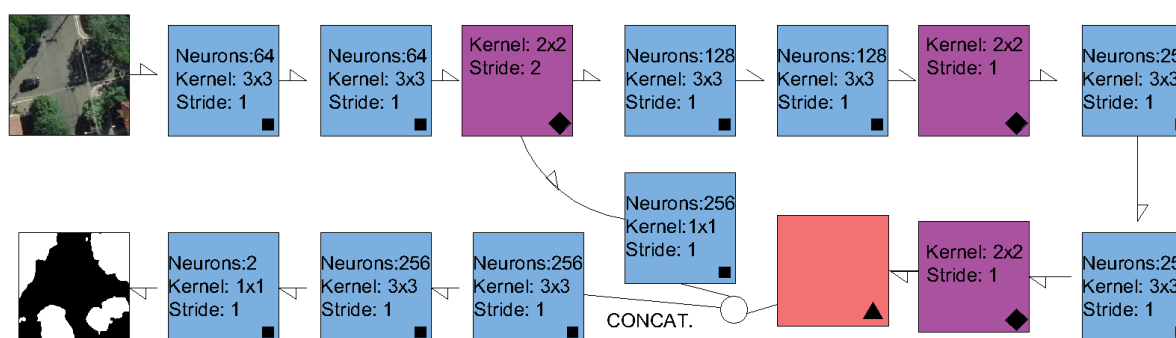 Neurons:64
Kernel: 3x3
Stride: 1
Neurons:64
Kernel: 3x3
Stride: 1
Kernel: 2x2
Stride: 2
Neurons:128
Kernel: 3x3
Stride: 1
Neurons:128
Kernel: 3x3
Stride: 1
Kernel: 2x2
Stride: 1
Kernel:
Stride: 1
Neurons:256
Kernel:1x1
Stride: 1
Neurons:2
Kernel: 1x1
Stride: 1
Neurons:256
Kernel: 3x3
Stride: 1
Neurons:256
Kernel: 3x3
Stride: 1
CONCAT.
Kernel: 2x2
Stride: 1
Kernel:
Stride: 1